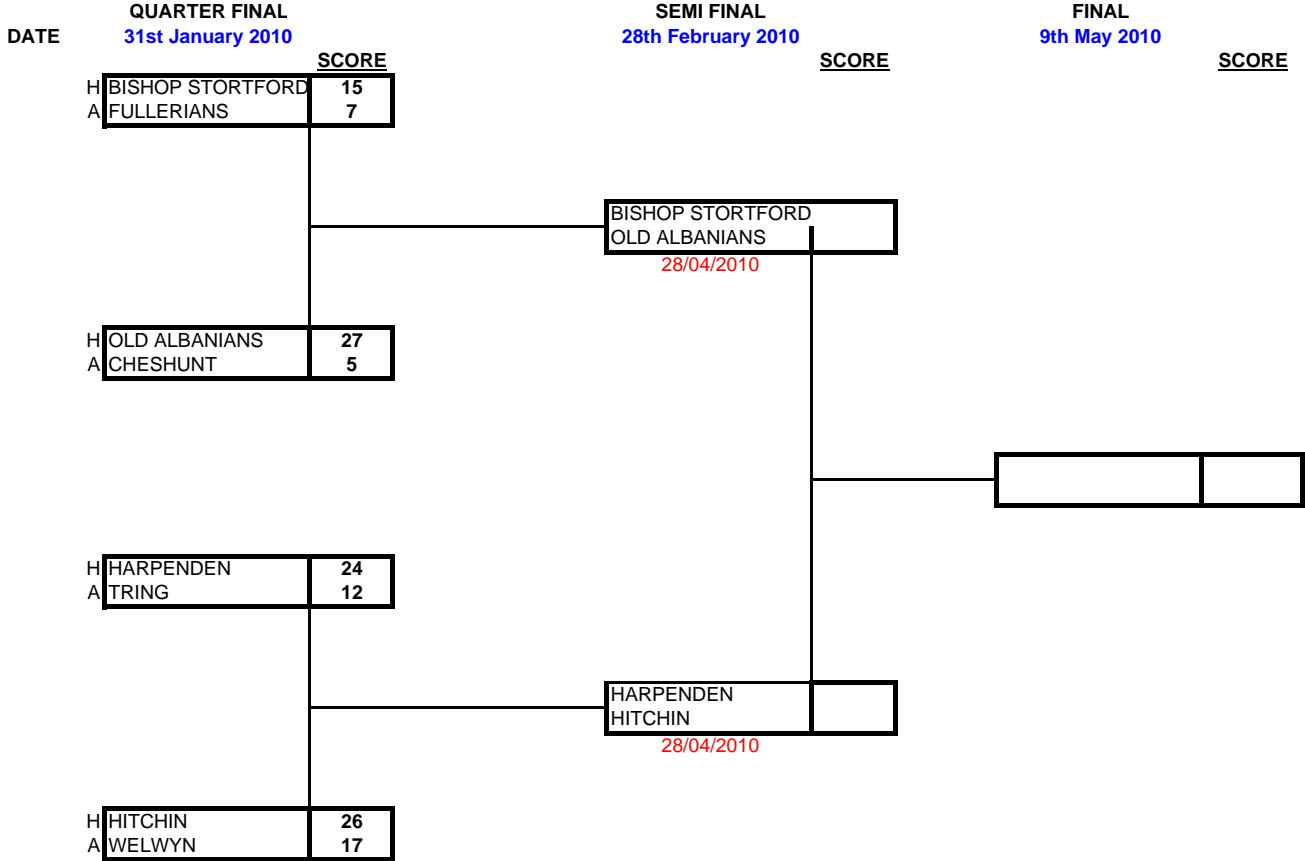 QUARTER FINAL SEMI FINAL FINAL
DATE 31st January 2010 28th February 2010 9th May 2010
SCORE SCORE SCORE
H BISHOP STORTFORD 15
A FULLERIANS 7
BISHOP STORTFORD
OLD ALBANIANS
28/04/2010
H OLD ALBANIANS 27
A CHESHUNT 5
H HARPENDEN 24
A TRING 12
HARPENDEN
HITCHIN
28/04/2010
H HITCHIN 26
A WELWYN 17